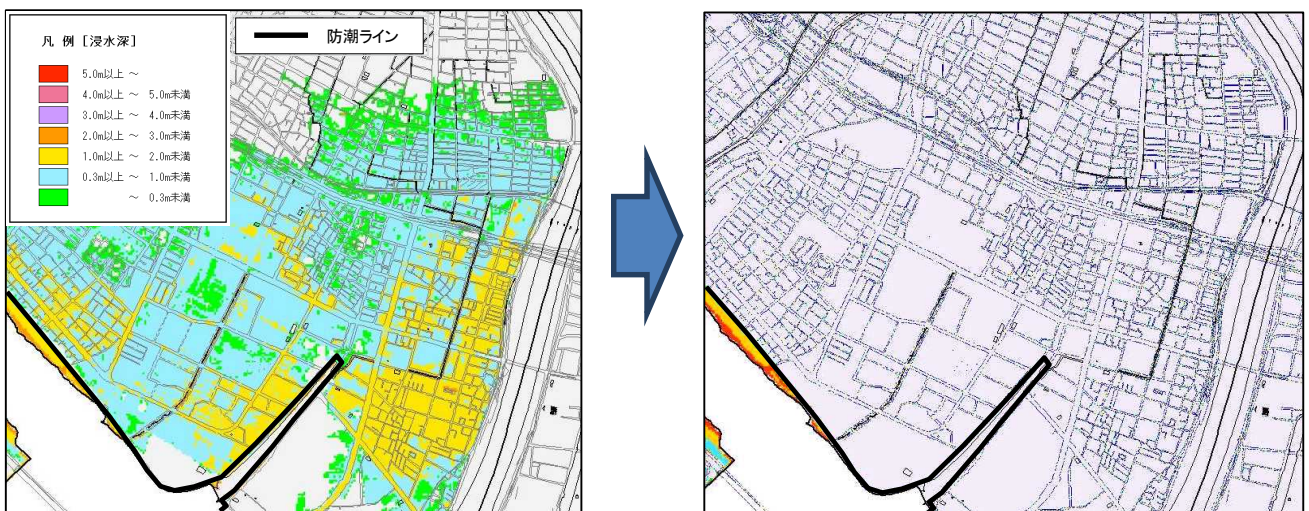 凡 例 [浸水深]
5.0m以上 ~
4.0m以上 ~ 5.0m未満
3.0m以上 ~ 4.0m未満
2.0m以上 ~ 3.0m未満
1.0m以上 ~ 2.0m未満
0.3m以上 ~ 1.0m未満
~ 0.3m未満
防潮ライン